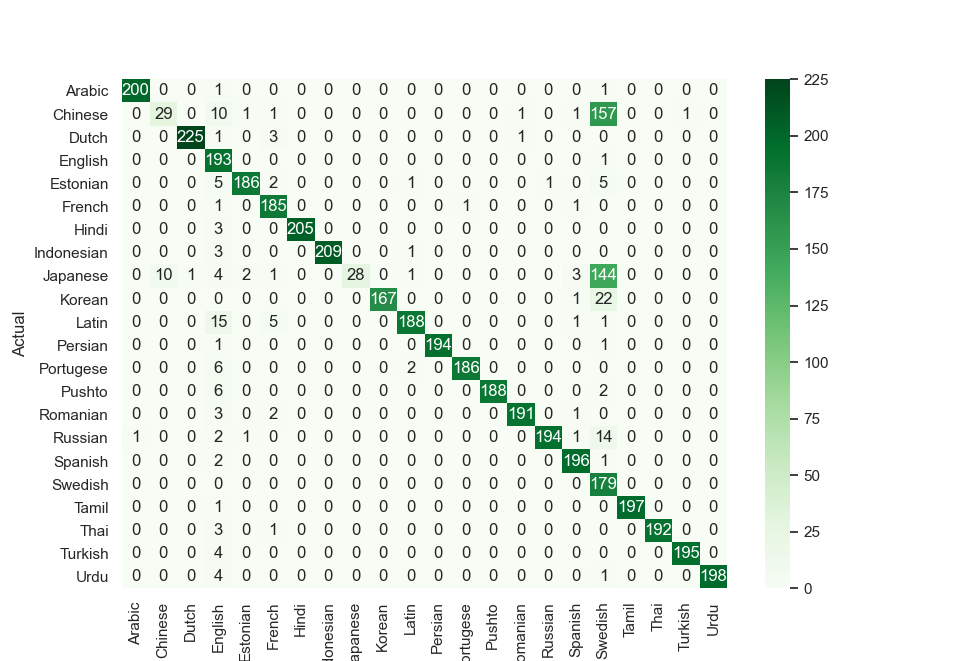 Arabic 200 0 0 1 0 0 0 0 0 0 0 0 0 0 0 0 0 1 0 0 0 0
Chinese 0 29 0 10 1 1 0 0 0 0 0 0 0 0 1 0 1 157 0 0 1 0
Dutch 0 0 225 1 0 3 0 0 0 0 0 0 0 0 1 0 0 0 0 0 0 0
English 0 0 0 193 0 0 0 0 0 0 0 0 0 0 0 0 0 1 0 0 0 0
Estonian 0 0 0 5 186 2 0 0 0 0 1 0 0 0 0 1 0 5 0 0 0 0
French 0 0 0 1 0 185 0 0 0 0 0 0 1 0 0 0 1 0 0 0 0 0
Hindi 0 0 0 3 0 0 205 0 0 0 0 0 0 0 0 0 0 0 0 0 0 0
Indonesian 0 0 0 3 0 0 0 209 0 0 1 0 0 0 0 0 0 0 0 0 0 0
Japanese 0 10 1 4 2 1 0 0 28 0 1 0 0 0 0 0 3 144 0 0 0 0
Korean 0 0 0 0 0 0 0 0 0 167 0 0 0 0 0 0 1 22 0 0 0 0
Latin 0 0 0 15 0 5 0 0 0 0 188 0 0 0 0 0 1 1 0 0 0 0
Persian 0 0 0 1 0 0 0 0 0 0 0 194 0 0 0 0 0 1 0 0 0 0
Portugese 0 0 0 6 0 0 0 0 0 0 2 0 186 0 0 0 0 0 0 0 0 0
Pushto 0 0 0 6 0 0 0 0 0 0 0 0 0 188 0 0 0 2 0 0 0 0
Romanian 0 0 0 3 0 2 0 0 0 0 0 0 0 0 191 0 1 0 0 0 0 0
Russian 1 0 0 2 1 0 0 0 0 0 0 0 0 0 0 194 1 14 0 0 0 0
Spanish 0 0 0 2 0 0 0 0 0 0 0 0 0 0 0 0 196 1 0 0 0 0
Swedish 0 0 0 0 0 0 0 0 0 0 0 0 0 0 0 0 0 179 0 0 0 0
Tamil 0 0 0 1 0 0 0 0 0 0 0 0 0 0 0 0 0 0 197 0 0 0
Thai 0 0 0 3 0 1 0 0 0 0 0 0 0 0 0 0 0 0 0 192 0 0
Turkish 0 0 0 4 0 0 0 0 0 0 0 0 0 0 0 0 0 0 0 0 195 0
Urdu 0 0 0 4 0 0 0 0 0 0 0 0 0 0 0 0 0 1 0 0 0 198
Actual
Arabic
Chinese
Dutch
English
Estonian
French
Hindi
donesian
apanese
Korean
Latin
Persian
ortugese
Pushto
omanian
Russian
Spanish
Swedish
Tamil
Thai
Turkish
Urdu
225
200
175
150
125
100
75
50
25
0